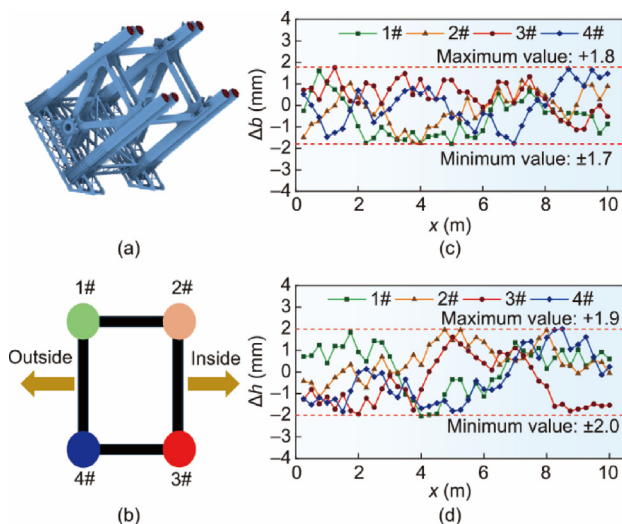 (a)
1# 2# 3# 4#
Maximum value: +1.8
4
3
2
1
0
−1
−2
−3
−4
Δb (mm)
Minimum value: ±1.7
0 2 4 6 8 10
x (m)
(c)
1# 2#
Outside Inside
4# 3#
(b)
1# 2# 3# 4#
Maximum value: +1.9
4
3
2
1
0
−1
−2
−3
−4
Δh (mm)
Minimum value: ±2.0
0 2 4 6 8 10
x (m)
(d)